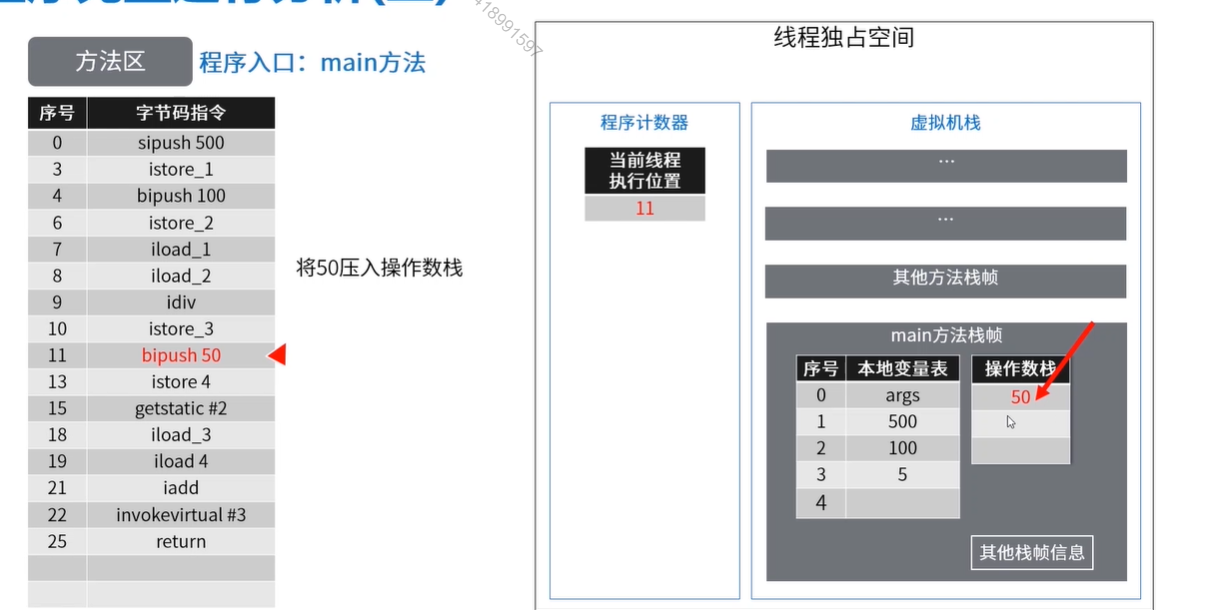 418991597
方法区
程序入口：main方法
序号 字节码指令
0 sipush 500
3 istore_1
4 bipush 100
6 istore_2
7 iload_1
8 iload_2
9 idiv
10 istore_3
11 bipush 50
13 istore 4
15 getstatic #2
18 iload_3
19 iload 4
21 iadd
22 invokevirtual #3
25 return
将50压入操作数栈
线程独占空间
程序计数器
当前线程
执行位置
11
虚拟机栈
...
...
其他方法栈帧
main方法栈帧
序号 本地变量表
0 args
1 500
2 100
3 5
4
操作数栈
50
其他栈帧信息